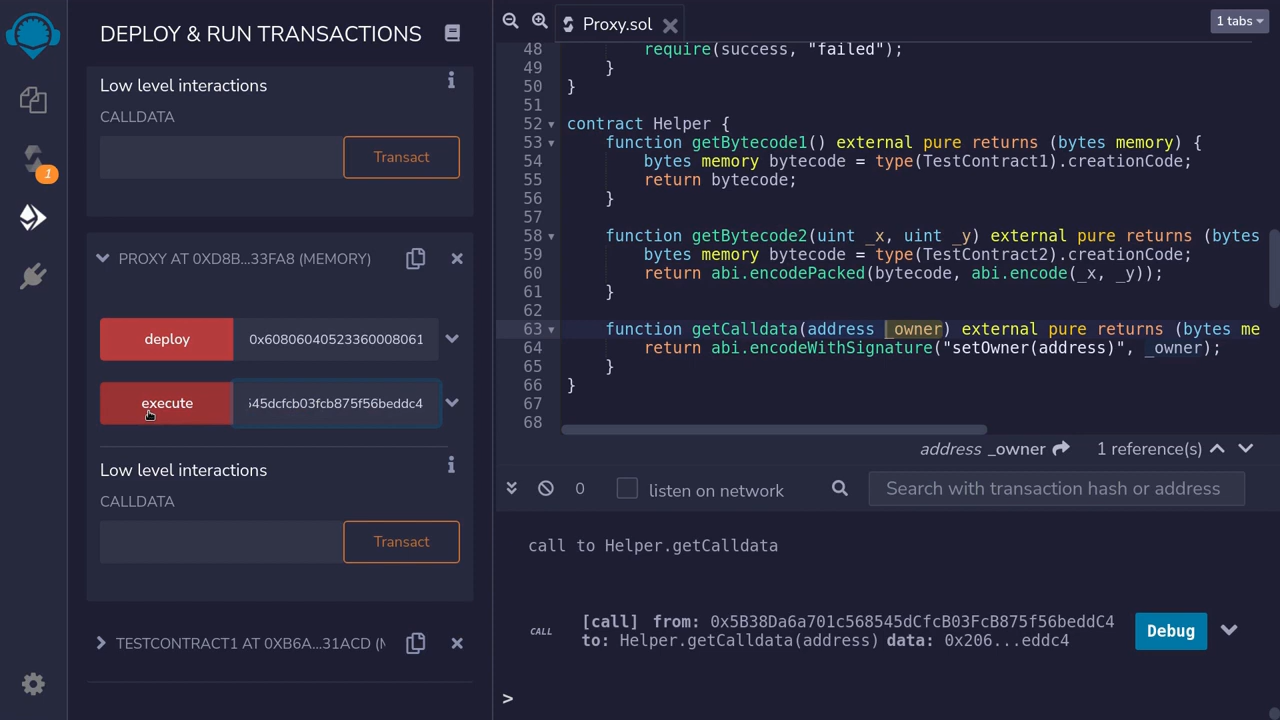 DEPLOY & RUN TRANSACTIONS
Low level interactions
CALLDATA
Transact
1
PROXY AT 0XD8B...33FA8 (MEMORY)
deploy 0x60806040523360008061
execute 545dcfcb03fcb875f56beddc4
Low level interactions
CALLDATA
Transact
TESTCONTRACT1 AT 0XB6A...31ACD (M
Proxy.sol
1 tabs
48 require(success, "failed");
49 }
50 }
51
52 contract Helper {
53 function getBytecode1() external pure returns (bytes memory) {
54 bytes memory bytecode = type(TestContract1).creationCode;
55 return bytecode;
56 }
57
58 function getBytecode2(uint _x, uint _y) external pure returns (bytes
59 bytes memory bytecode = type(TestContract2).creationCode;
60 return abi.encodePacked(bytecode, abi.encode(_x, _y));
61 }
62
63 function getCalldata(address _owner) external pure returns (bytes me
64 return abi.encodeWithSignature("setOwner(address)", _owner);
65 }
66 }
67
68
address _owner 1 reference(s)
0 listen on network Search with transaction hash or address
call to Helper.getCalldata
CALL [call] from: 0x5B38Da6a701c568545dCfcB03FcB875f56beddC4
to: Helper.getCalldata(address) data: 0x206...eddc4
Debug
>